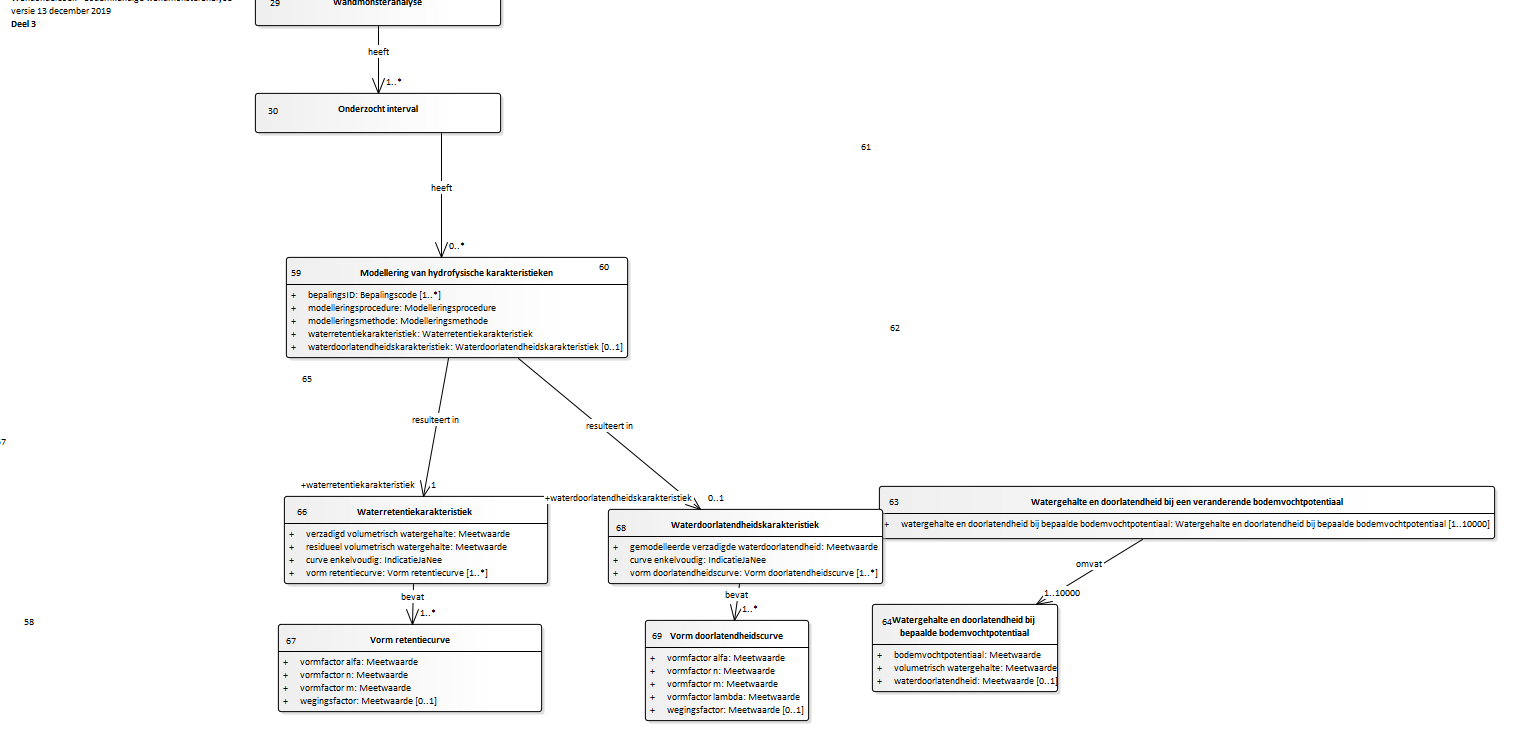 versie 13 december 2019
Deel 3
29
Wandmonsteranalyse
heeft
1..*
30
Onderzocht interval
61
heeft
0..*
59
Modellering van hydrofysische karakteristieken
60
+ bepalingsID: Bepalingscode [1..*]
+ modelleringsprocedure: Modelleringsprocedure
+ modelleringsmethode: Modelleringsmethode
+ waterretentiekarakteristiek: Waterretentiekarakteristiek
+ waterdoorlatendheidskarakteristiek: Waterdoorlatendheidskarakteristiek [0..1]
62
65
resulteert in
resulteert in
+waterretentiekarakteristiek
1
+waterdoorlatendheidskarakteristiek
0..1
66
Waterretentiekarakteristiek
+ verzadigd volumetrisch watergehalte: Meetwaarde
+ residueel volumetrisch watergehalte: Meetwaarde
+ curve enkelvoudig: IndicatieJaNee
+ vorm retentiecurve: Vorm retentiecurve [1..*]
68
Waterdoorlatendheidskarakteristiek
+ gemodelleerde verzadigde waterdoorlatendheid: Meetwaarde
+ curve enkelvoudig: IndicatieJaNee
+ vorm doorlatendheidscurve: Vorm doorlatendheidscurve [1..*]
63
Watergehalte en doorlatendheid bij een veranderende bodemvochtpotentiaal
+ watergehalte en doorlatendheid bij bepaalde bodemvochtpotentiaal: Watergehalte en doorlatendheid bij bepaalde bodemvochtpotentiaal [1..10000]
omvat
1..10000
bevat
1..*
bevat
1..*
58
67
Vorm retentiecurve
+ vormfactor alfa: Meetwaarde
+ vormfactor n: Meetwaarde
+ vormfactor m: Meetwaarde
+ wegingsfactor: Meetwaarde [0..1]
69
Vorm doorlatendheidscurve
+ vormfactor alfa: Meetwaarde
+ vormfactor n: Meetwaarde
+ vormfactor m: Meetwaarde
+ vormfactor lambda: Meetwaarde
+ wegingsfactor: Meetwaarde [0..1]
64
Watergehalte en doorlatendheid bij
bepaalde bodemvochtpotentiaal
+ bodemvochtpotentiaal: Meetwaarde
+ volumetrisch watergehalte: Meetwaarde
+ waterdoorlatendheid: Meetwaarde [0..1]